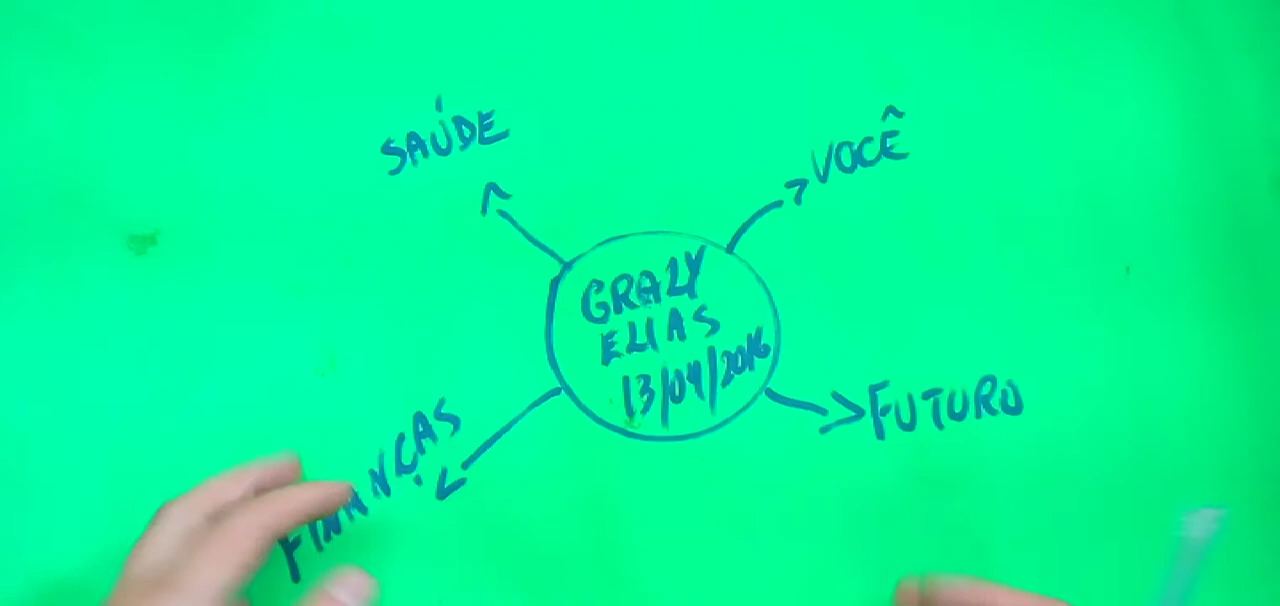 SAÚDE
VOCÊ
GRAZY
ELIAS
13/04/2016
FINANÇAS
FUTURO